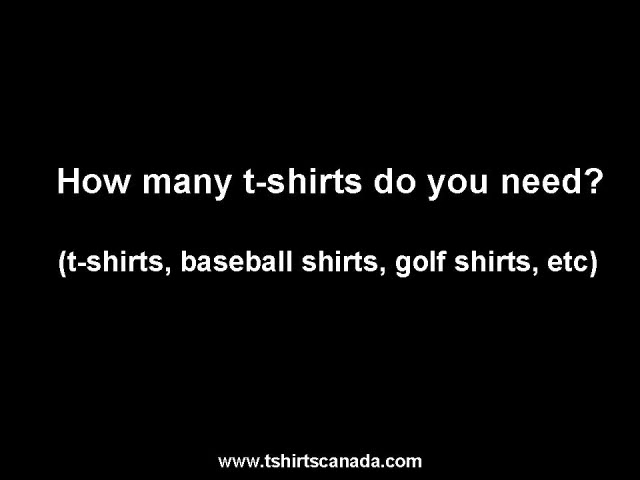 How many t-shirts do you need?
(t-shirts, baseball shirts, golf shirts, etc)
www.tshirtscanada.com